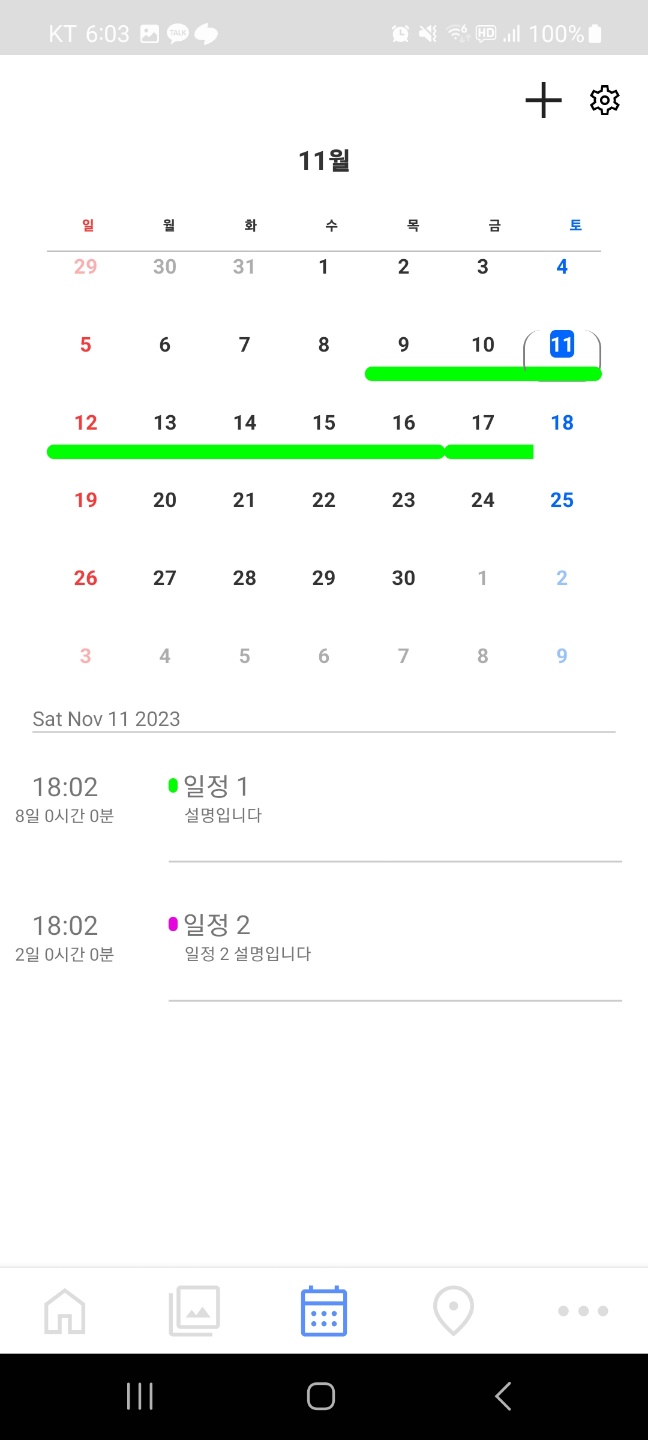 KT 6:03 TALK 6 HD 100%
11월
일 월 화 수 목 금 토
29 30 31 1 2 3 4
5 6 7 8 9 10 11
12 13 14 15 16 17 18
19 20 21 22 23 24 25
26 27 28 29 30 1 2
3 4 5 6 7 8 9
Sat Nov 11 2023
18:02 일정 1
8일 0시간 0분 설명입니다
18:02 일정 2
2일 0시간 0분 일정 2 설명입니다